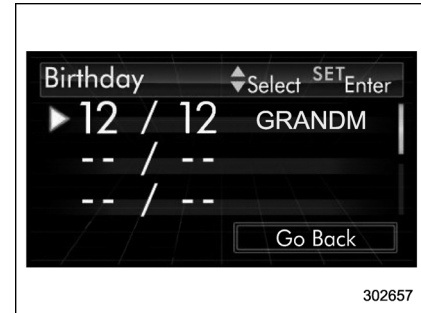 Birthday Select SET Enter
12 / 12 GRANDM
-- / --
-- / --
Go Back
302657